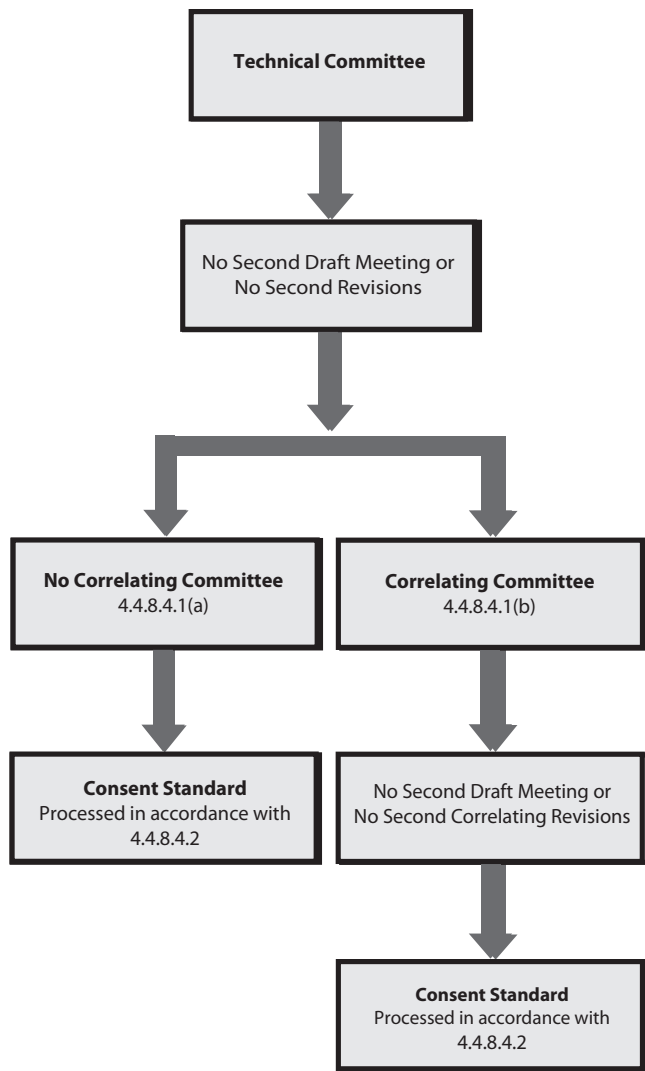 Technical Committee
No Second Draft Meeting or
No Second Revisions
No Correlating Committee
4.4.8.4.1(a)
Correlating Committee
4.4.8.4.1(b)
Consent Standard
Processed in accordance with
4.4.8.4.2
No Second Draft Meeting or
No Second Correlating Revisions
Consent Standard
Processed in accordance with
4.4.8.4.2